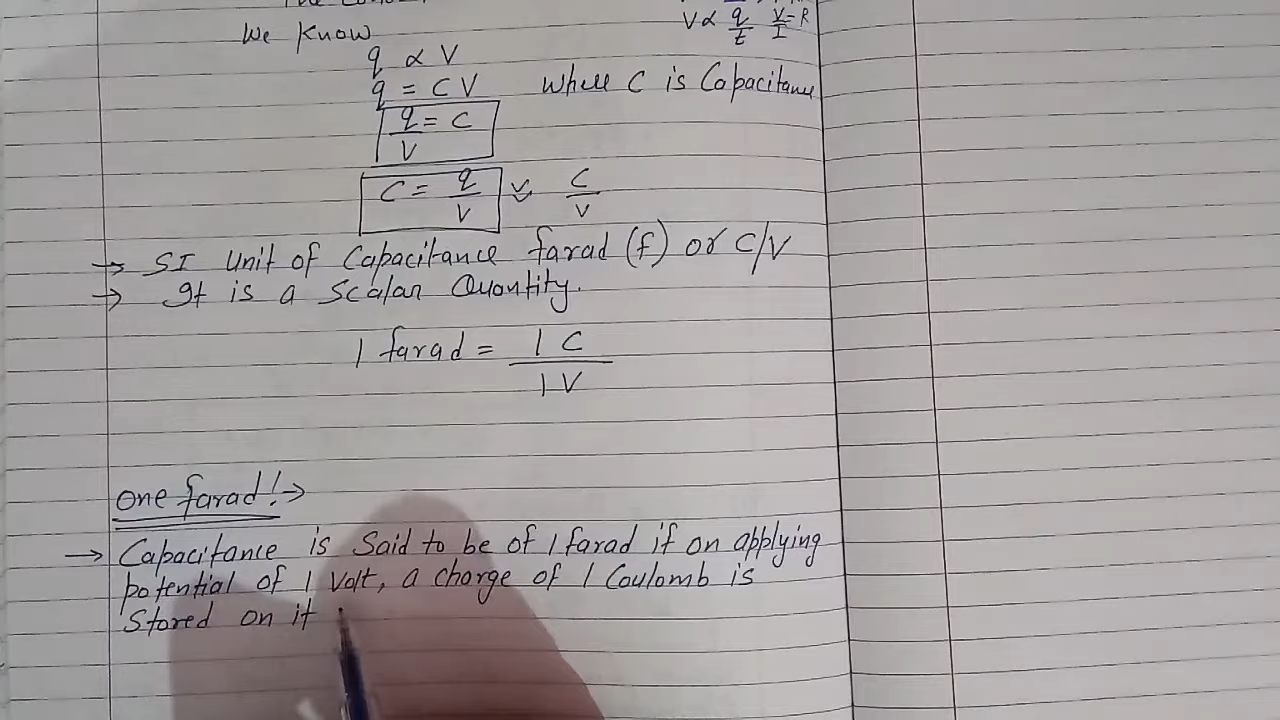 We Know
V ∝ q/t V/I = R
q ∝ V
q = CV where C is Capacitance
q/V = C
C = q/V C/V
→ SI Unit of Capacitance farad (f) or C/V
→ It is a Scalar Quantity.
1 farad = 1 C / 1 V
One farad! →
→ Capacitance is Said to be of 1 farad if on applying
potential of 1 Volt, a charge of 1 Coulomb is
Stored on it